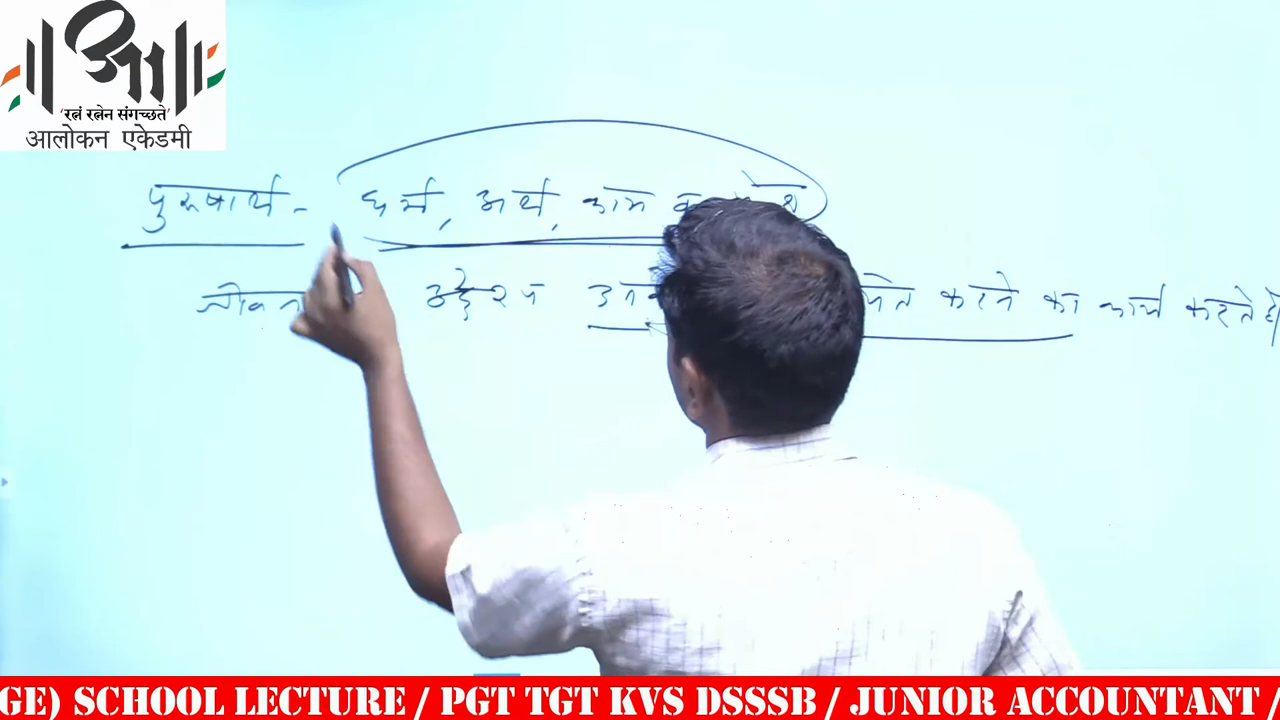 'रत्नं रत्नेन संगच्छते'
आलोकन एकेडमी
पुरुषार्थ - धर्म, अर्थ, काम
उद्देश्य करने का कार्य करते है।
GE) SCHOOL LECTURE / PGT TGT KVS DSSSB / JUNIOR ACCOUNTANT /